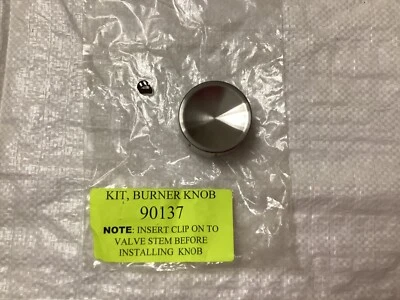 KIT, BURNER KNOB
90137
NOTE: INSERT CLIP ON TO
VALVE STEM BEFORE
INSTALLING KNOB